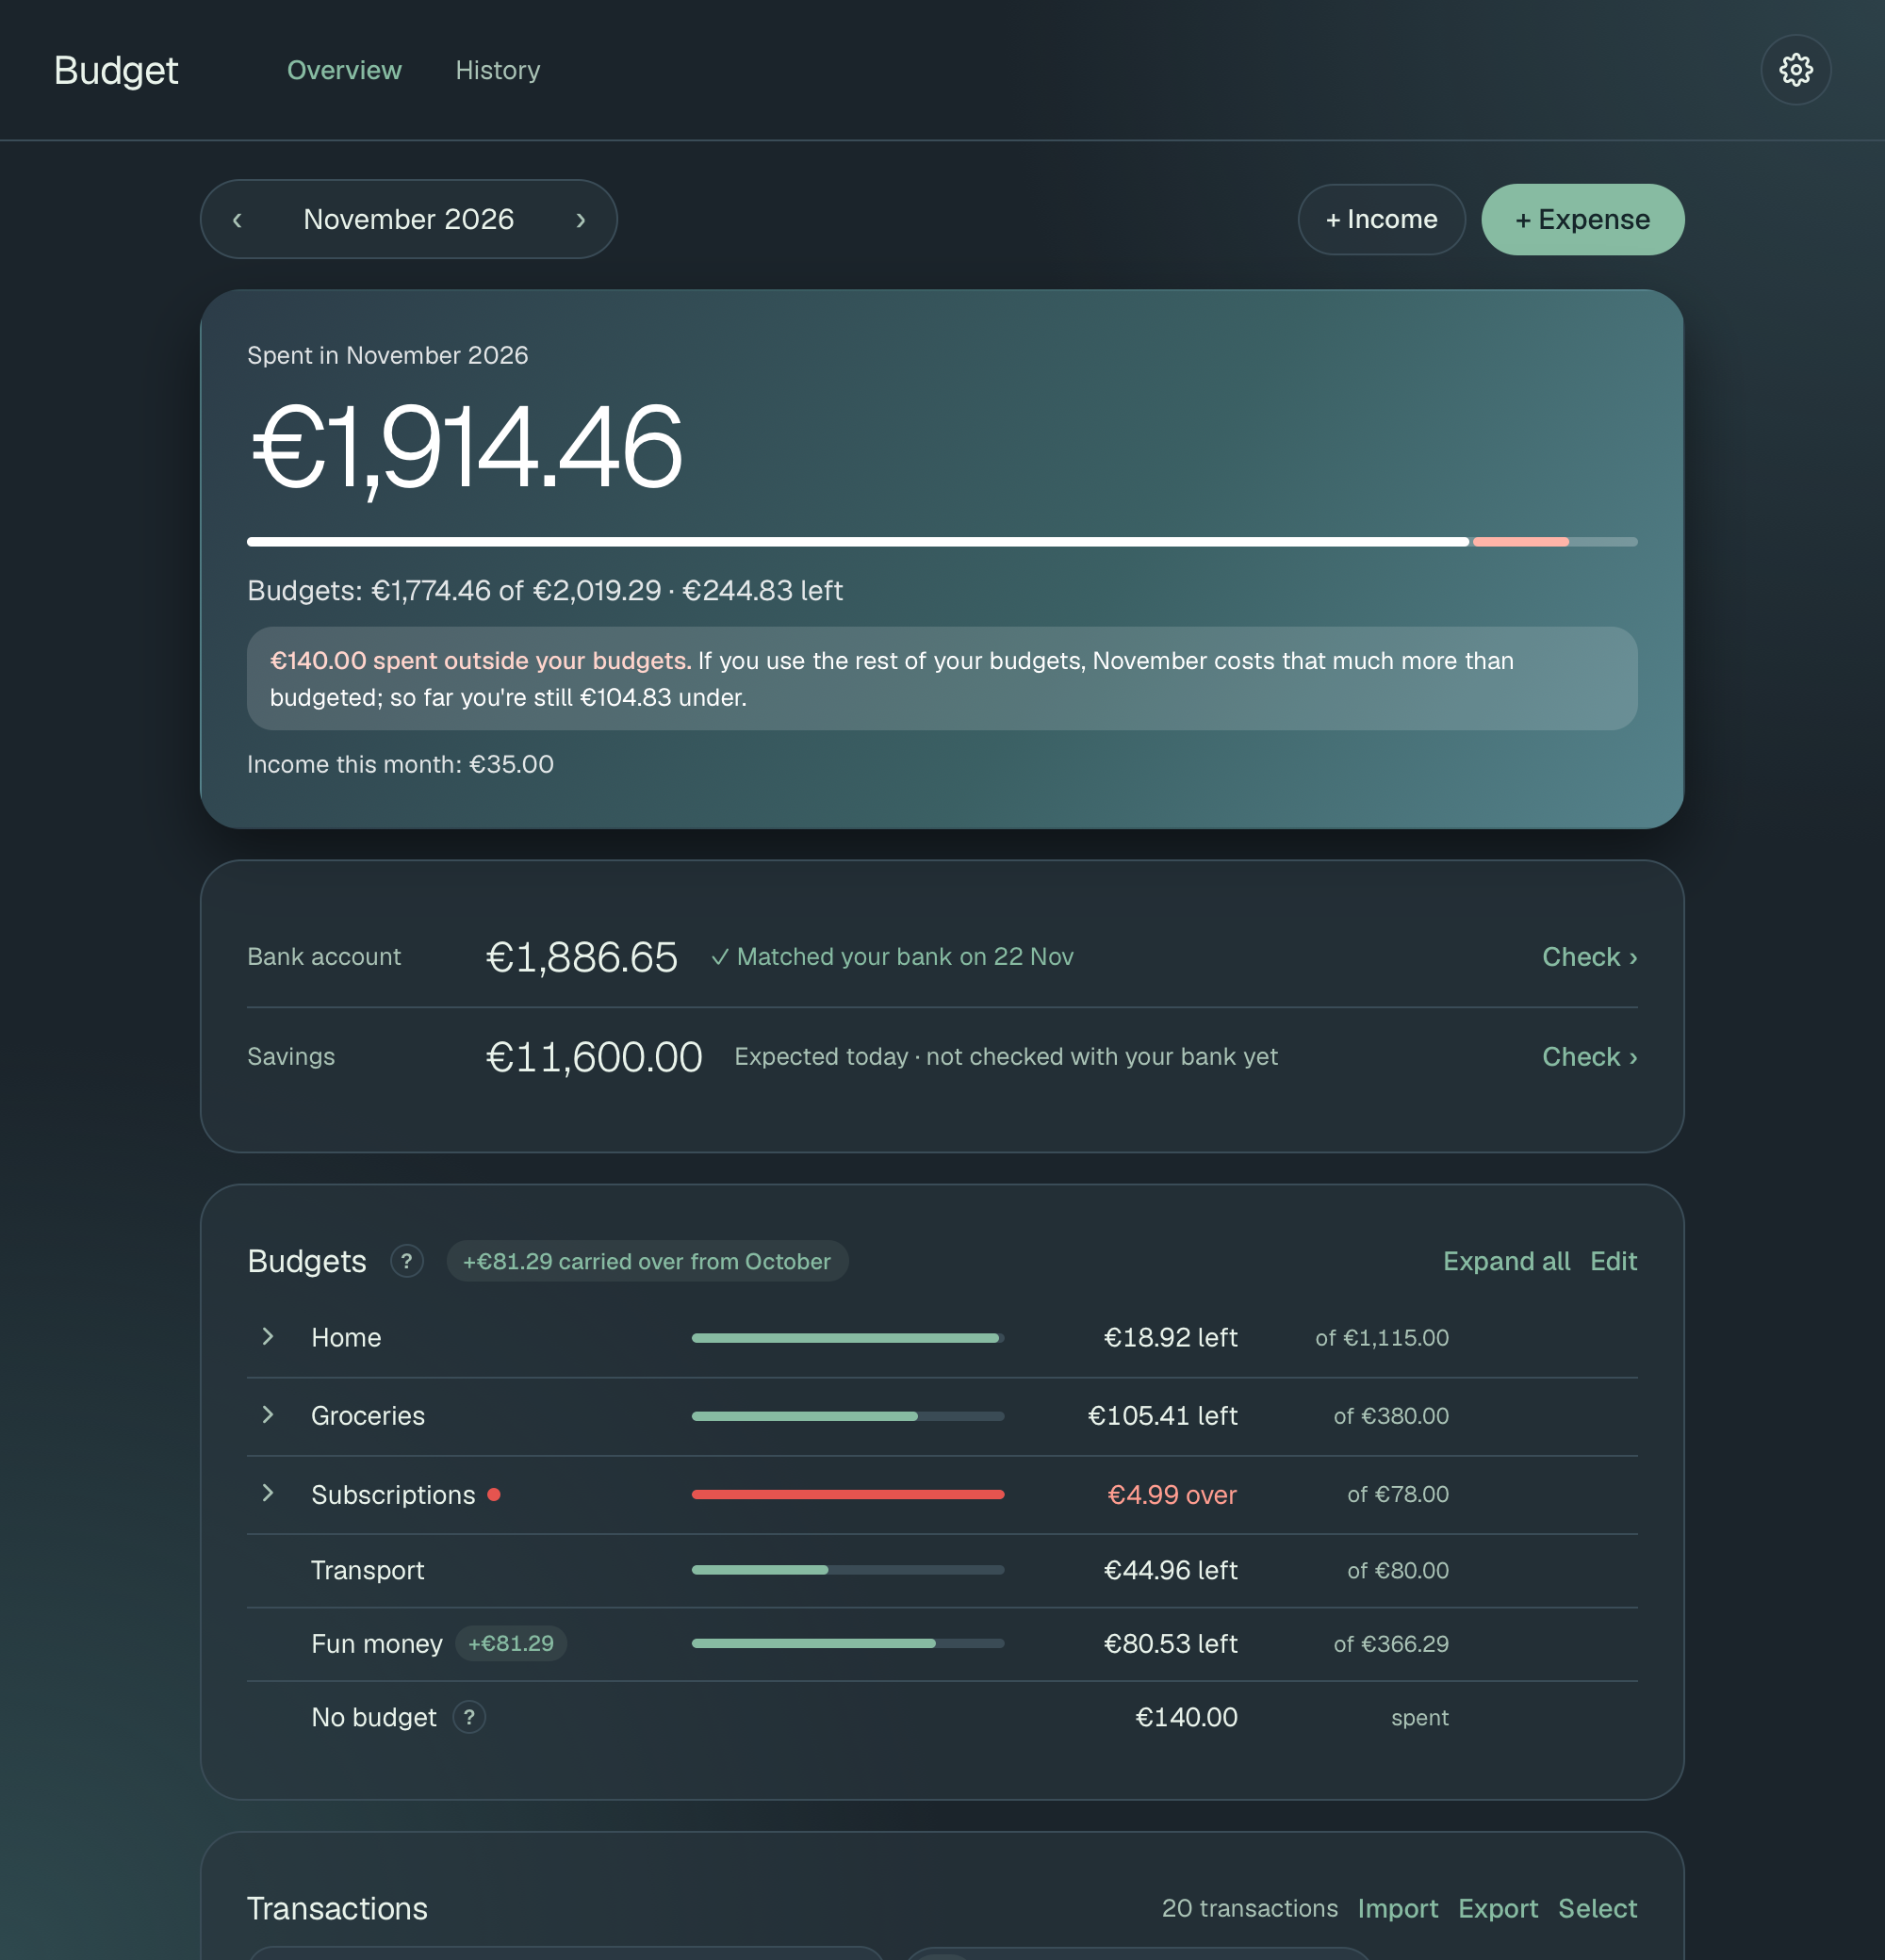 Budget
Overview
History
‹ November 2026 ›
+ Income
+ Expense
Spent in November 2026
€1,914.46
Budgets: €1,774.46 of €2,019.29 · €244.83 left
€140.00 spent outside your budgets. If you use the rest of your budgets, November costs that much more than
budgeted; so far you're still €104.83 under.
Income this month: €35.00
Bank account €1,886.65 ✓ Matched your bank on 22 Nov Check ›
Savings €11,600.00 Expected today · not checked with your bank yet Check ›
Budgets ? +€81.29 carried over from October Expand all Edit
Home €18.92 left of €1,115.00
Groceries €105.41 left of €380.00
Subscriptions €4.99 over of €78.00
Transport €44.96 left of €80.00
Fun money +€81.29 €80.53 left of €366.29
No budget ? €140.00 spent
Transactions 20 transactions Import Export Select